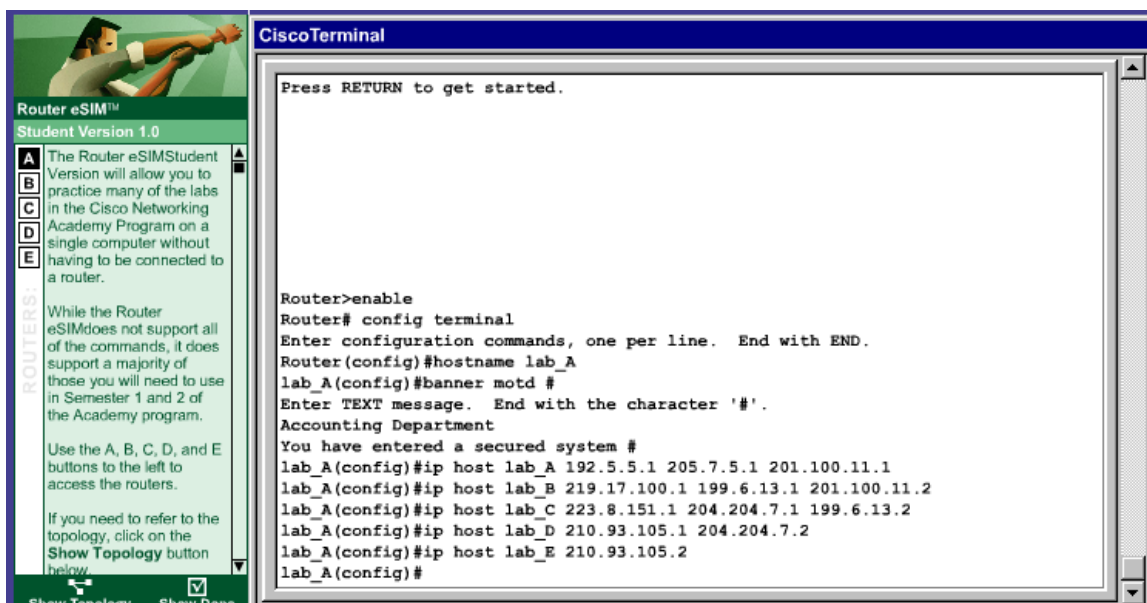 CiscoTerminal
Router eSIM™
Student Version 1.0
A
B
C
D
E
ROUTERS:
The Router eSIMStudent
Version will allow you to
practice many of the labs
in the Cisco Networking
Academy Program on a
single computer without
having to be connected to
a router.
While the Router
eSIMdoes not support all
of the commands, it does
support a majority of
those you will need to use
in Semester 1 and 2 of
the Academy program.
Use the A, B, C, D, and E
buttons to the left to
access the routers.
If you need to refer to the
topology, click on the
Show Topology button
below.
Show Topology Show Done
Press RETURN to get started.
Router>enable
Router# config terminal
Enter configuration commands, one per line. End with END.
Router(config)#hostname lab_A
lab_A(config)#banner motd #
Enter TEXT message. End with the character '#'.
Accounting Department
You have entered a secured system #
lab_A(config)#ip host lab_A 192.5.5.1 205.7.5.1 201.100.11.1
lab_A(config)#ip host lab_B 219.17.100.1 199.6.13.1 201.100.11.2
lab_A(config)#ip host lab_C 223.8.151.1 204.204.7.1 199.6.13.2
lab_A(config)#ip host lab_D 210.93.105.1 204.204.7.2
lab_A(config)#ip host lab_E 210.93.105.2
lab_A(config)#